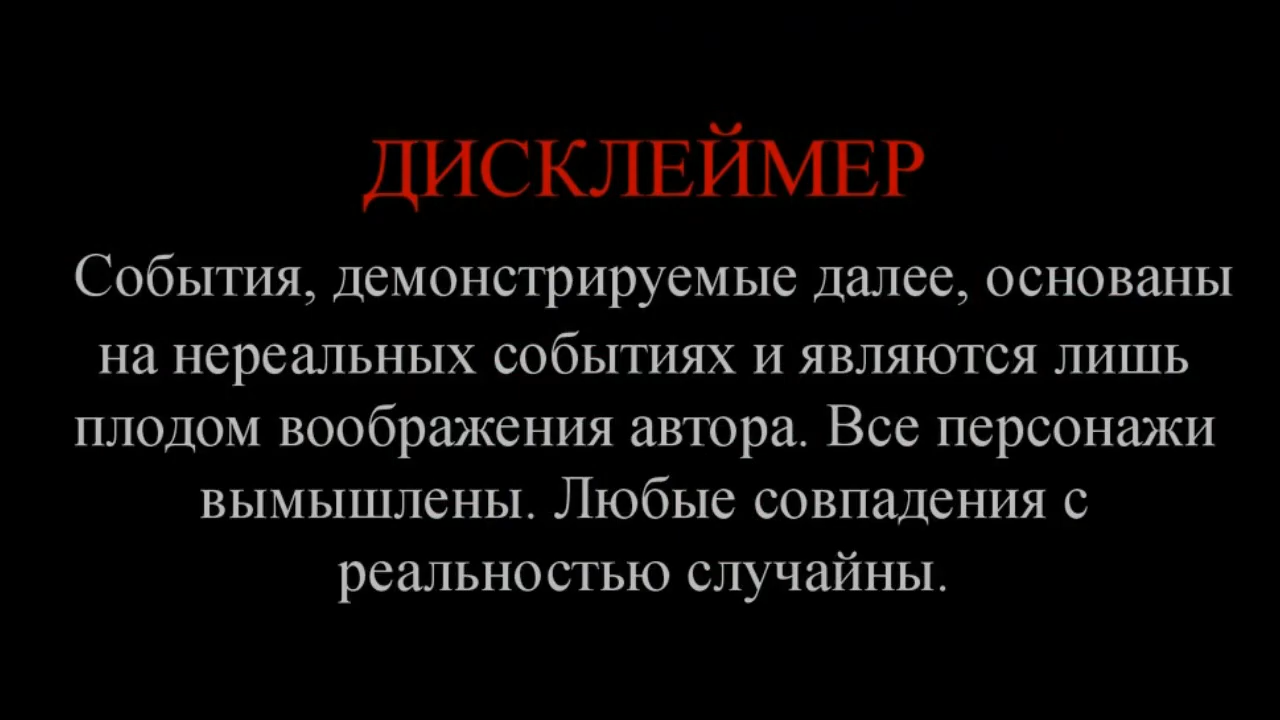 ДИСКЛЕЙМЕР
События, демонстрируемые далее, основаны
на нереальных событиях и являются лишь
плодом воображения автора. Все персонажи
вымышлены. Любые совпадения с
реальностью случайны.